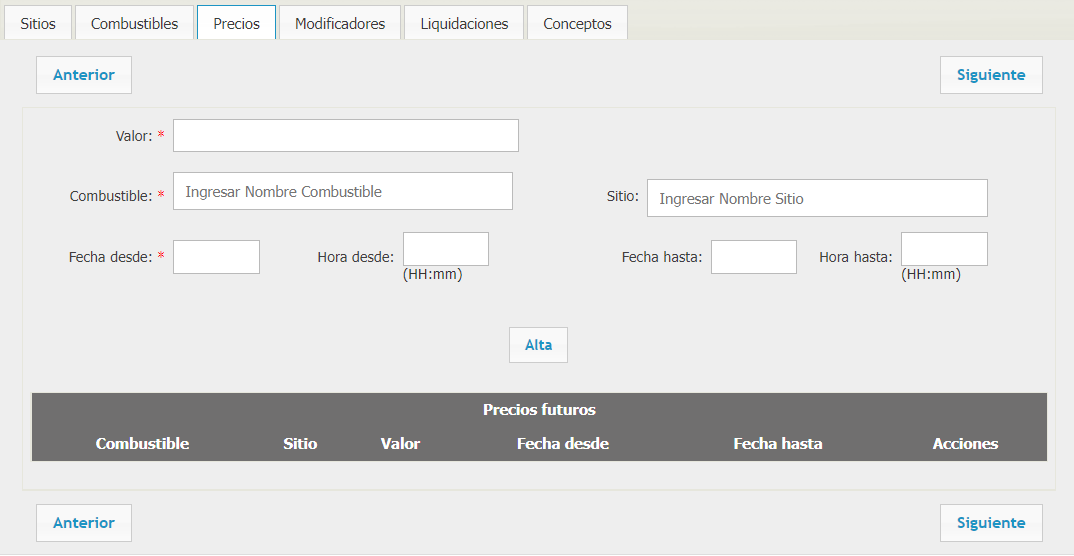 Sitios Combustibles Precios Modificadores Liquidaciones Conceptos
Anterior Siguiente
Valor: *
Combustible: * Ingresar Nombre Combustible Sitio: Ingresar Nombre Sitio
Fecha desde: * Hora desde: Fecha hasta: Hora hasta:
(HH:mm) (HH:mm)
Alta
Precios futuros
Combustible Sitio Valor Fecha desde Fecha hasta Acciones
Anterior Siguiente